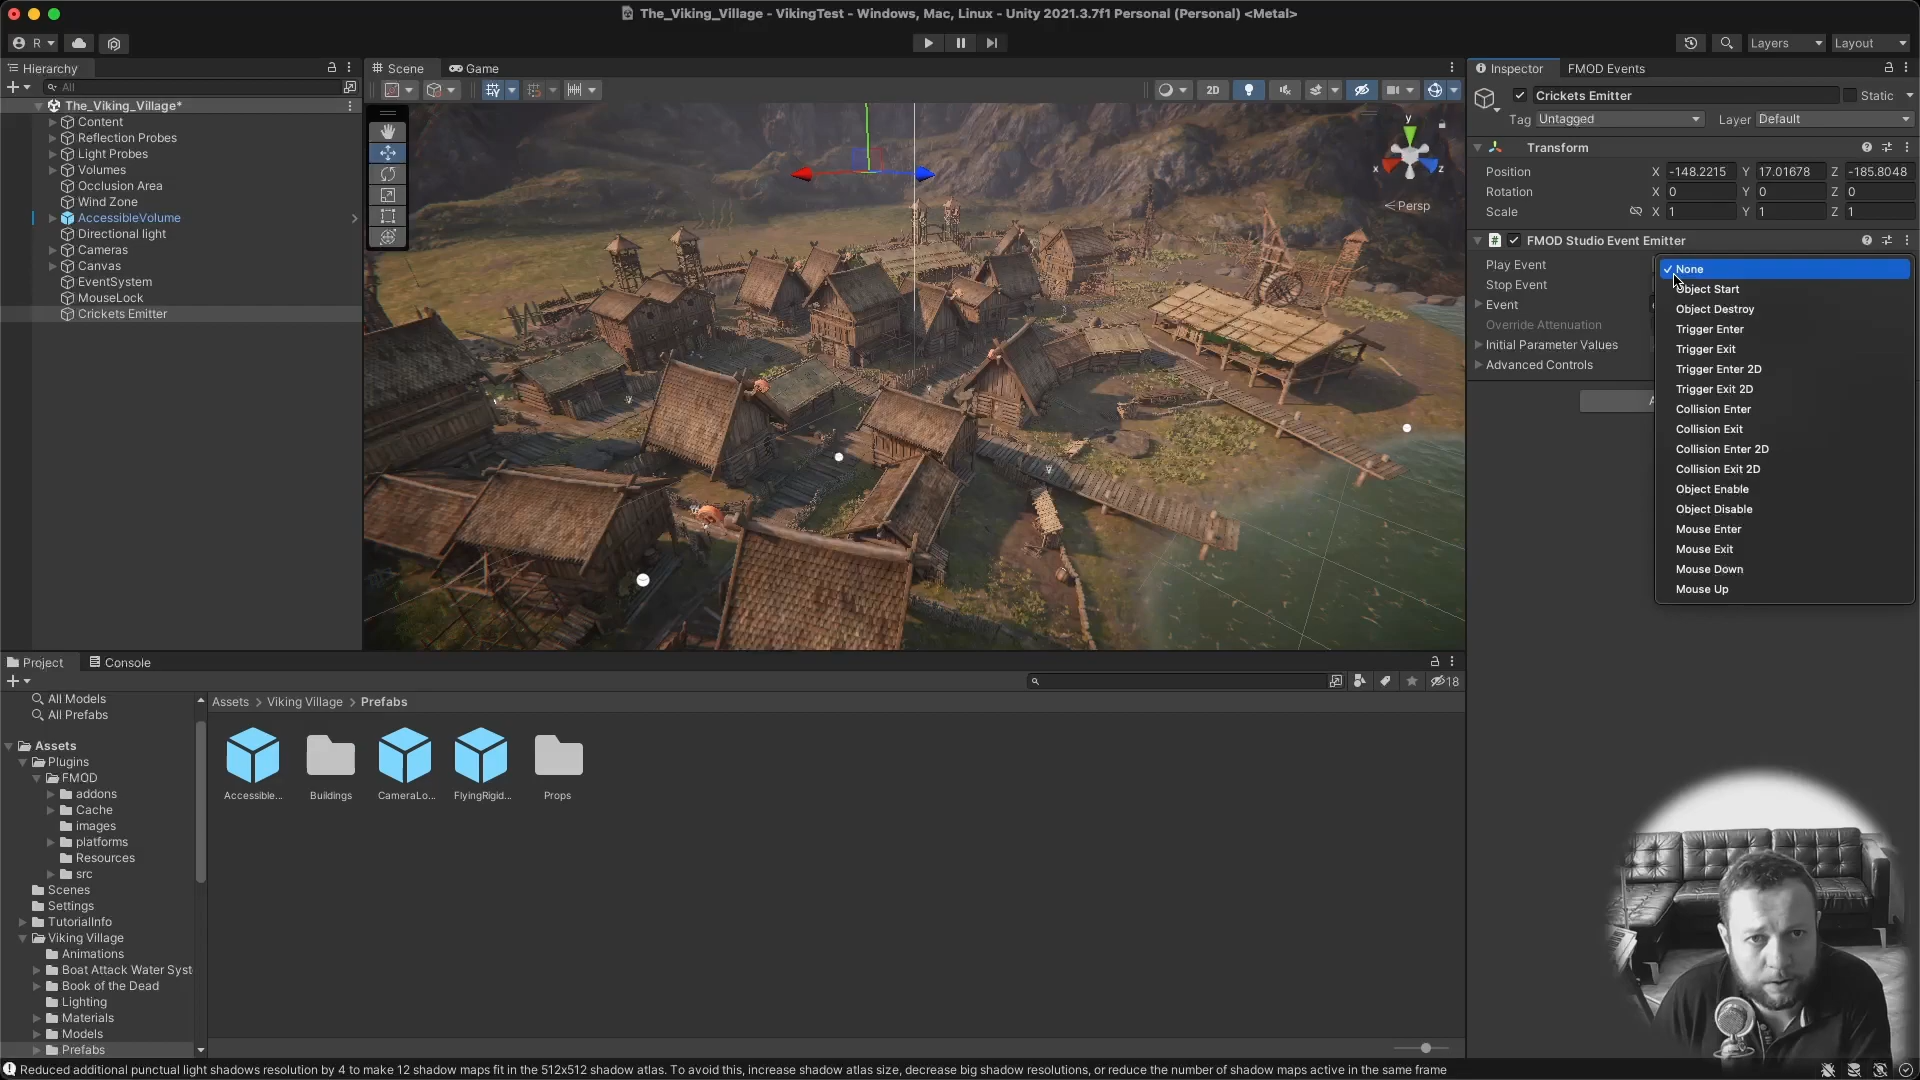 The_Viking_Village - VikingTest - Windows, Mac, Linux - Unity 2021.3.7f1 Personal (Personal) <Metal>
R
Layers
Layout
Hierarchy
All
The_Viking_Village*
Content
Reflection Probes
Light Probes
Volumes
Occlusion Area
Wind Zone
AccessibleVolume
Directional light
Cameras
Canvas
EventSystem
MouseLock
Crickets Emitter
Scene
Game
2D
y
x
z
Persp
Inspector
FMOD Events
Crickets Emitter
Static
Tag Untagged
Layer Default
Transform
Position X -148.2215 Y 17.01678 Z -185.8048
Rotation X 0 Y 0 Z 0
Scale X 1 Y 1 Z 1
# FMOD Studio Event Emitter
Play Event
Stop Event
Event
Override Attenuation
Initial Parameter Values
Advanced Controls
None
Object Start
Object Destroy
Trigger Enter
Trigger Exit
Trigger Enter 2D
Trigger Exit 2D
Collision Enter
Collision Exit
Collision Enter 2D
Collision Exit 2D
Object Enable
Object Disable
Mouse Enter
Mouse Exit
Mouse Down
Mouse Up
Project
Console
18
All Models
All Prefabs
Assets
Plugins
FMOD
addons
Cache
images
platforms
Resources
src
Scenes
Settings
TutorialInfo
Viking Village
Animations
Boat Attack Water Syst
Book of the Dead
Lighting
Materials
Models
Prefabs
Assets > Viking Village > Prefabs
Accessible...
Buildings
CameraLo...
FlyingRigid...
Props
Reduced additional punctual light shadows resolution by 4 to make 12 shadow maps fit in the 512x512 shadow atlas. To avoid this, increase shadow atlas size, decrease big shadow resolutions, or reduce the number of shadow maps active in the same frame